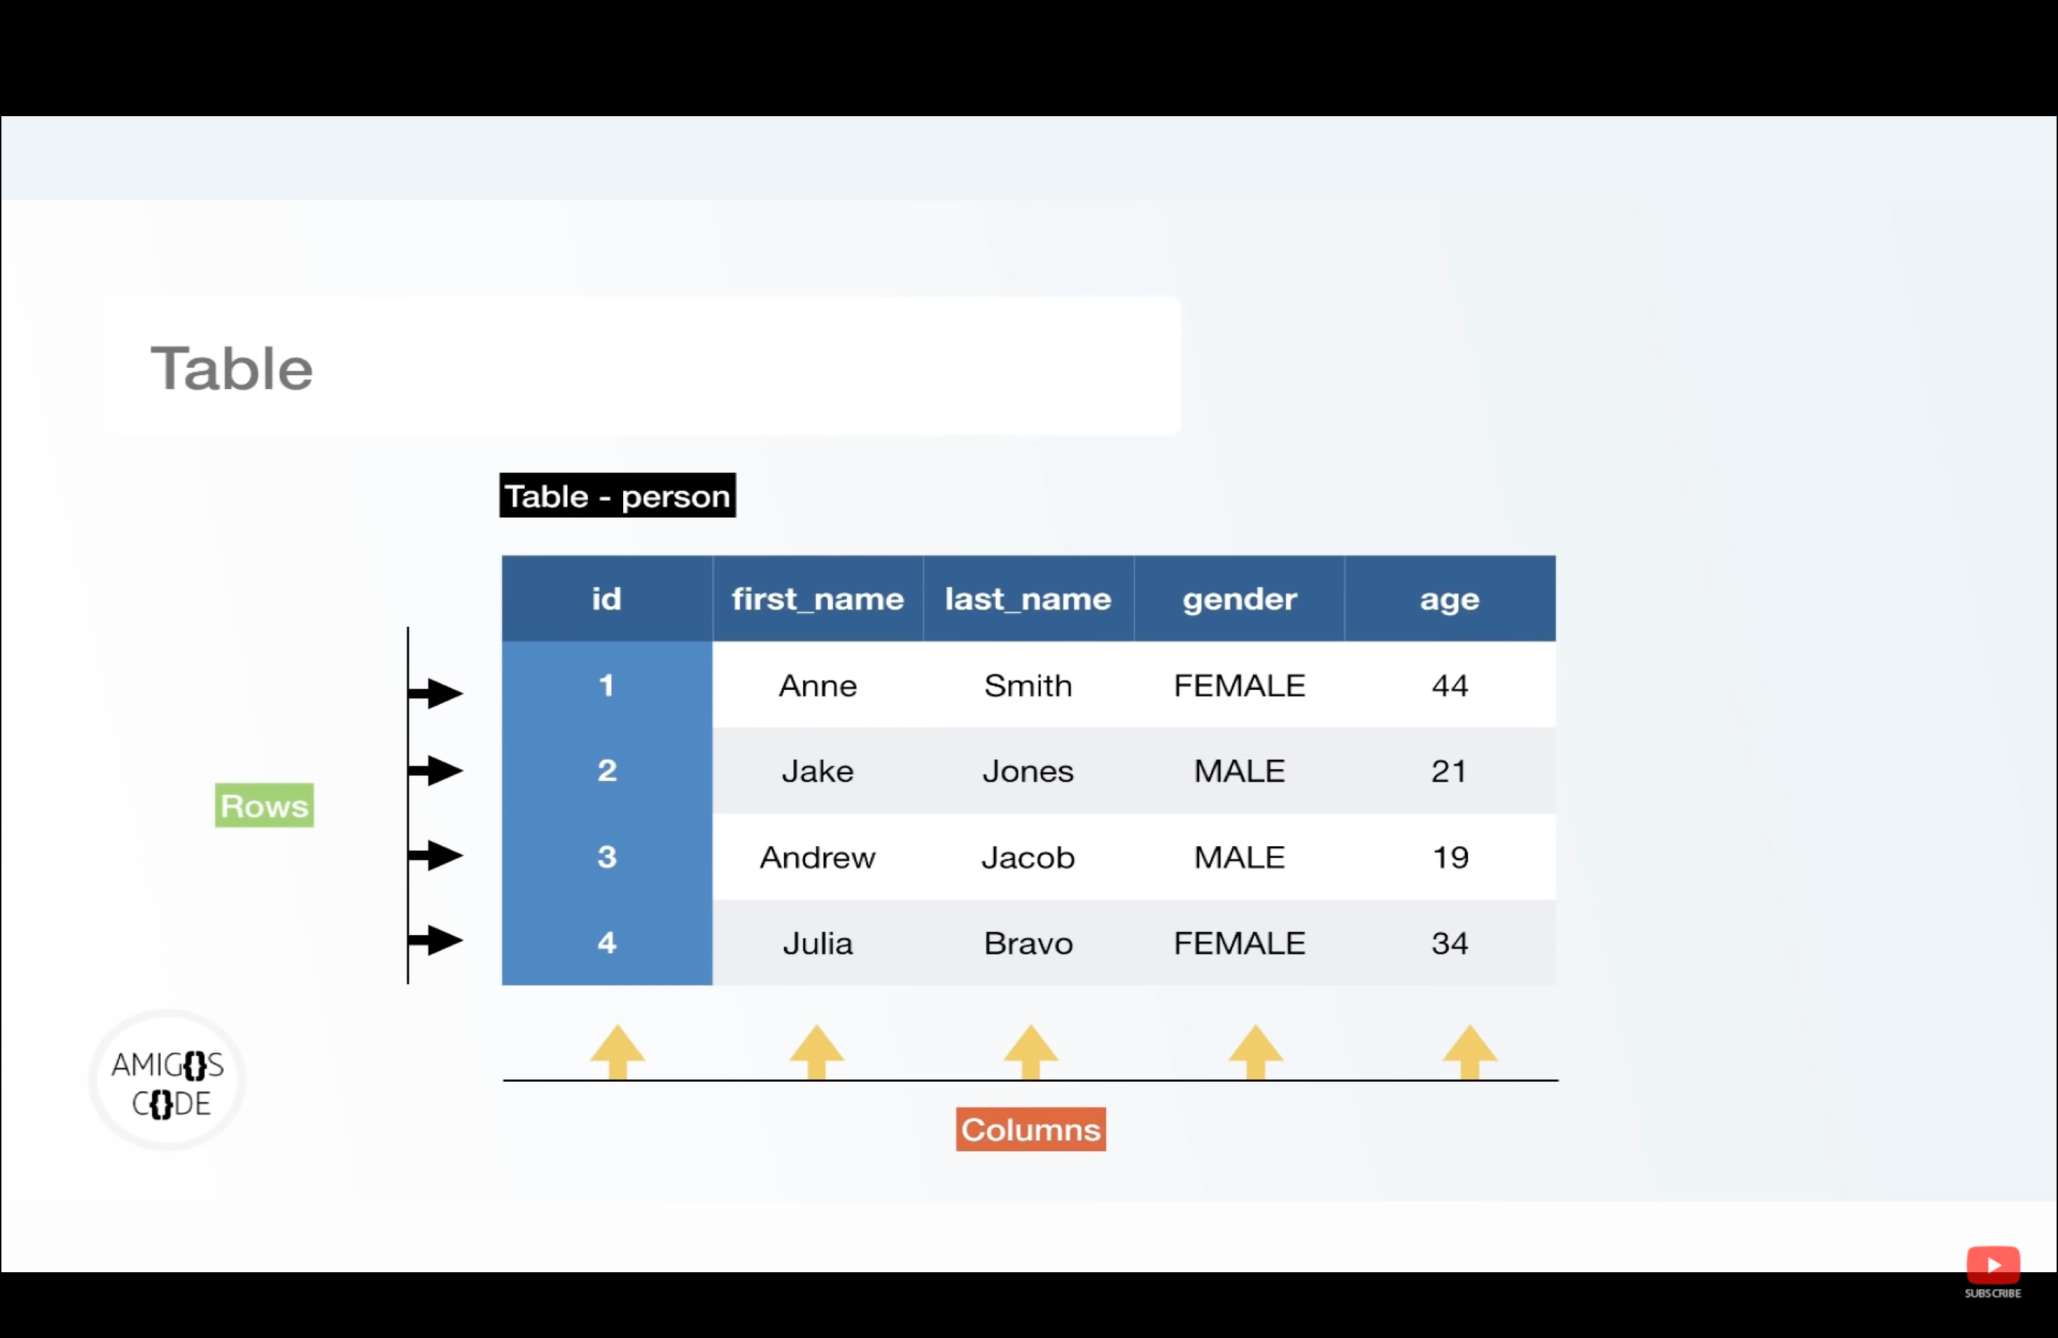 Table
Table - person
id first_name last_name gender age
1 Anne Smith FEMALE 44
2 Jake Jones MALE 21
Rows
3 Andrew Jacob MALE 19
4 Julia Bravo FEMALE 34
AMIG{}S
C{}DE
Columns
SUBSCRIBE